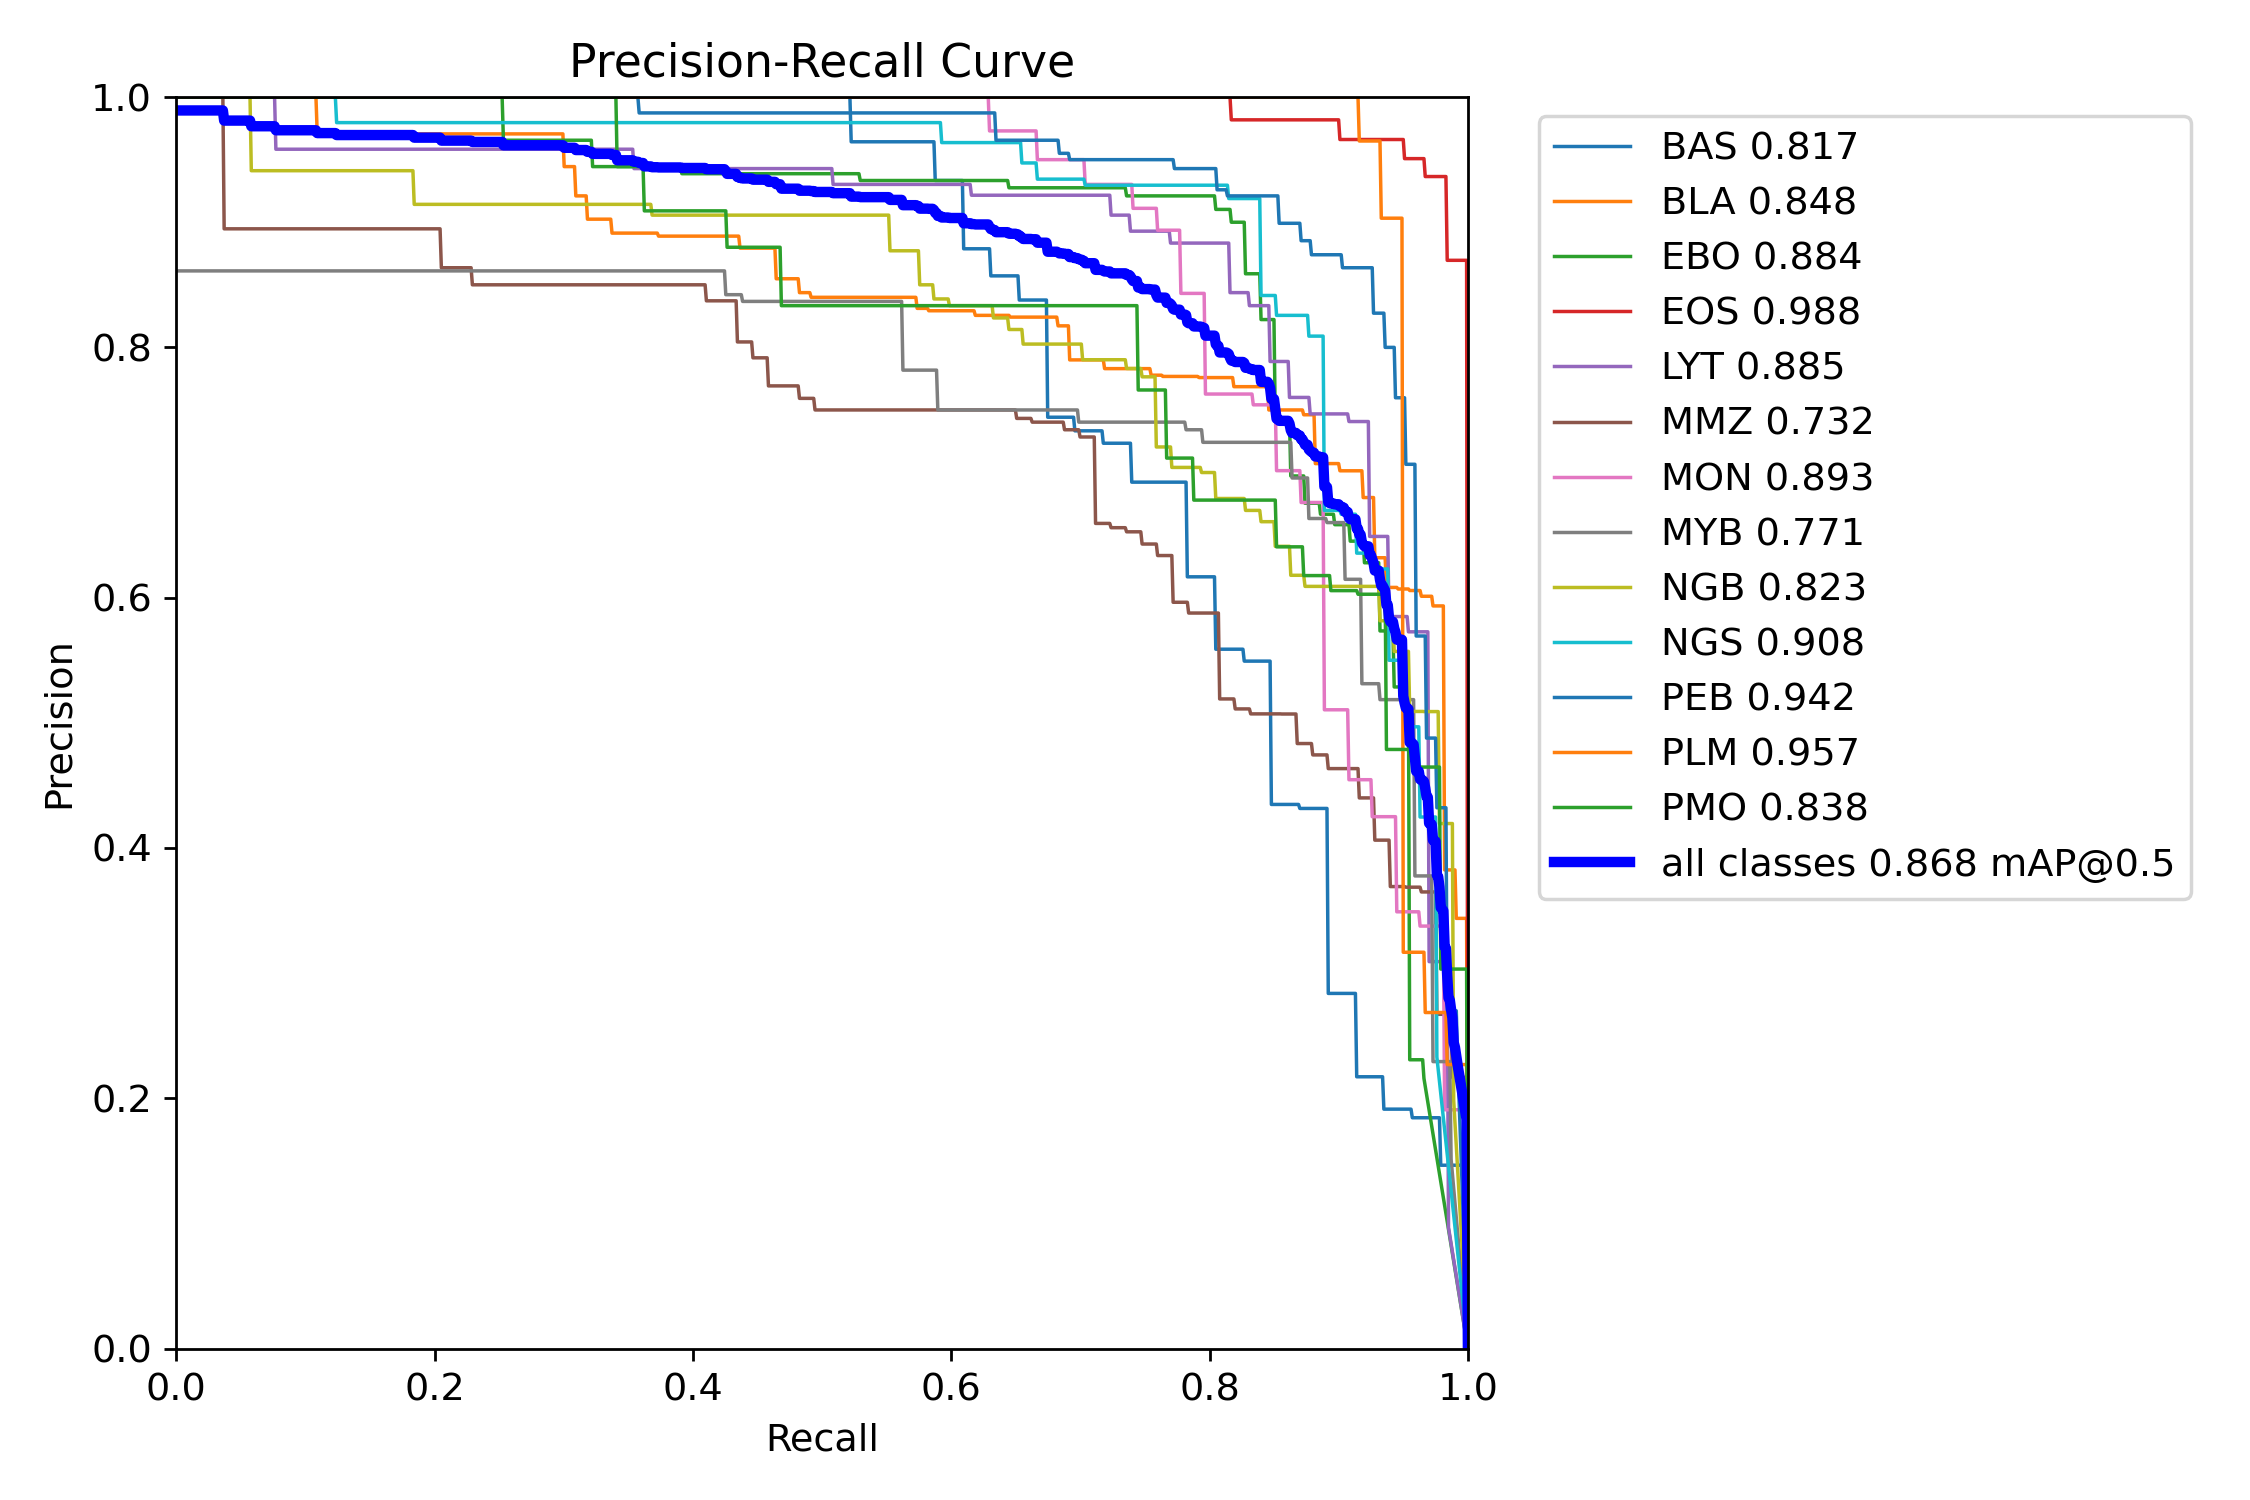 Precision-Recall Curve
1.0
0.8
0.6
0.4
0.2
0.0
Precision
0.0 0.2 0.4 0.6 0.8 1.0
Recall
BAS 0.817
BLA 0.848
EBO 0.884
EOS 0.988
LYT 0.885
MMZ 0.732
MON 0.893
MYB 0.771
NGB 0.823
NGS 0.908
PEB 0.942
PLM 0.957
PMO 0.838
all classes 0.868 mAP@0.5